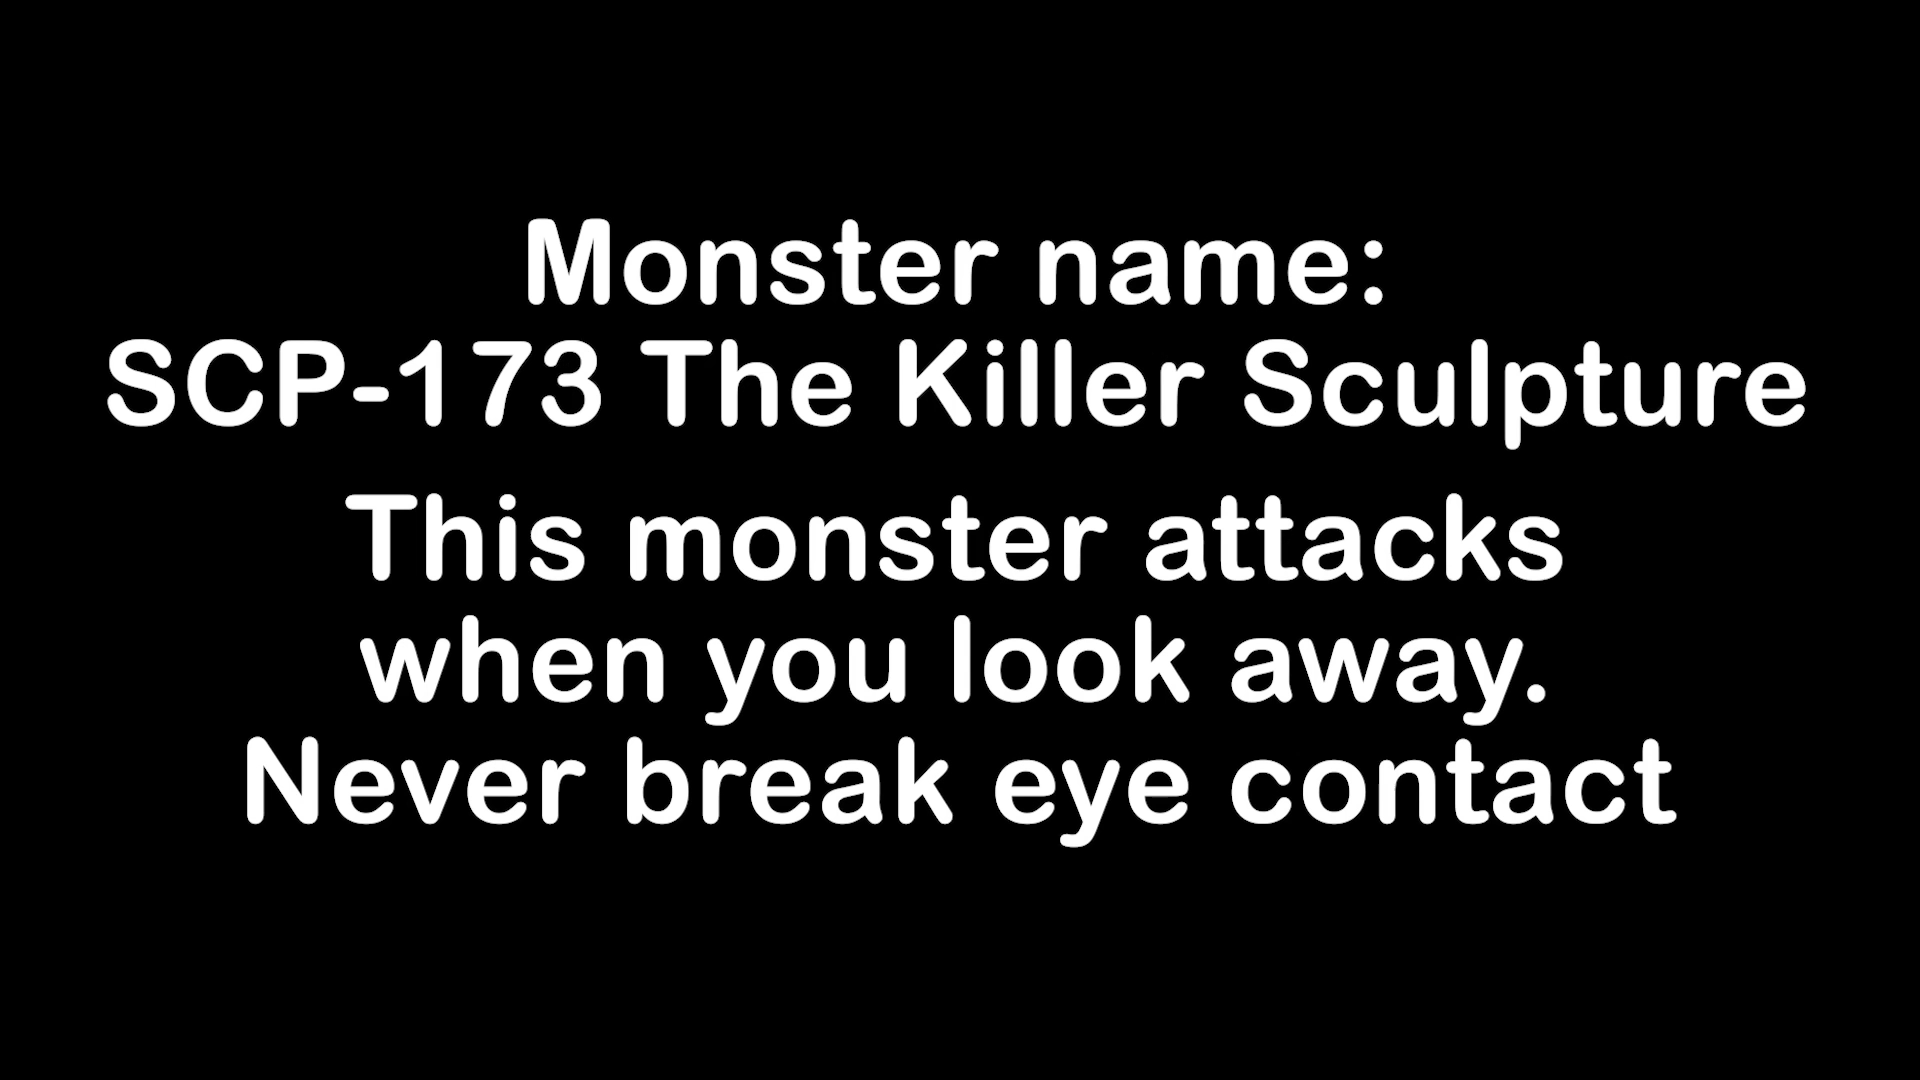 Monster name:
SCP-173 The Killer Sculpture
This monster attacks
when you look away.
Never break eye contact